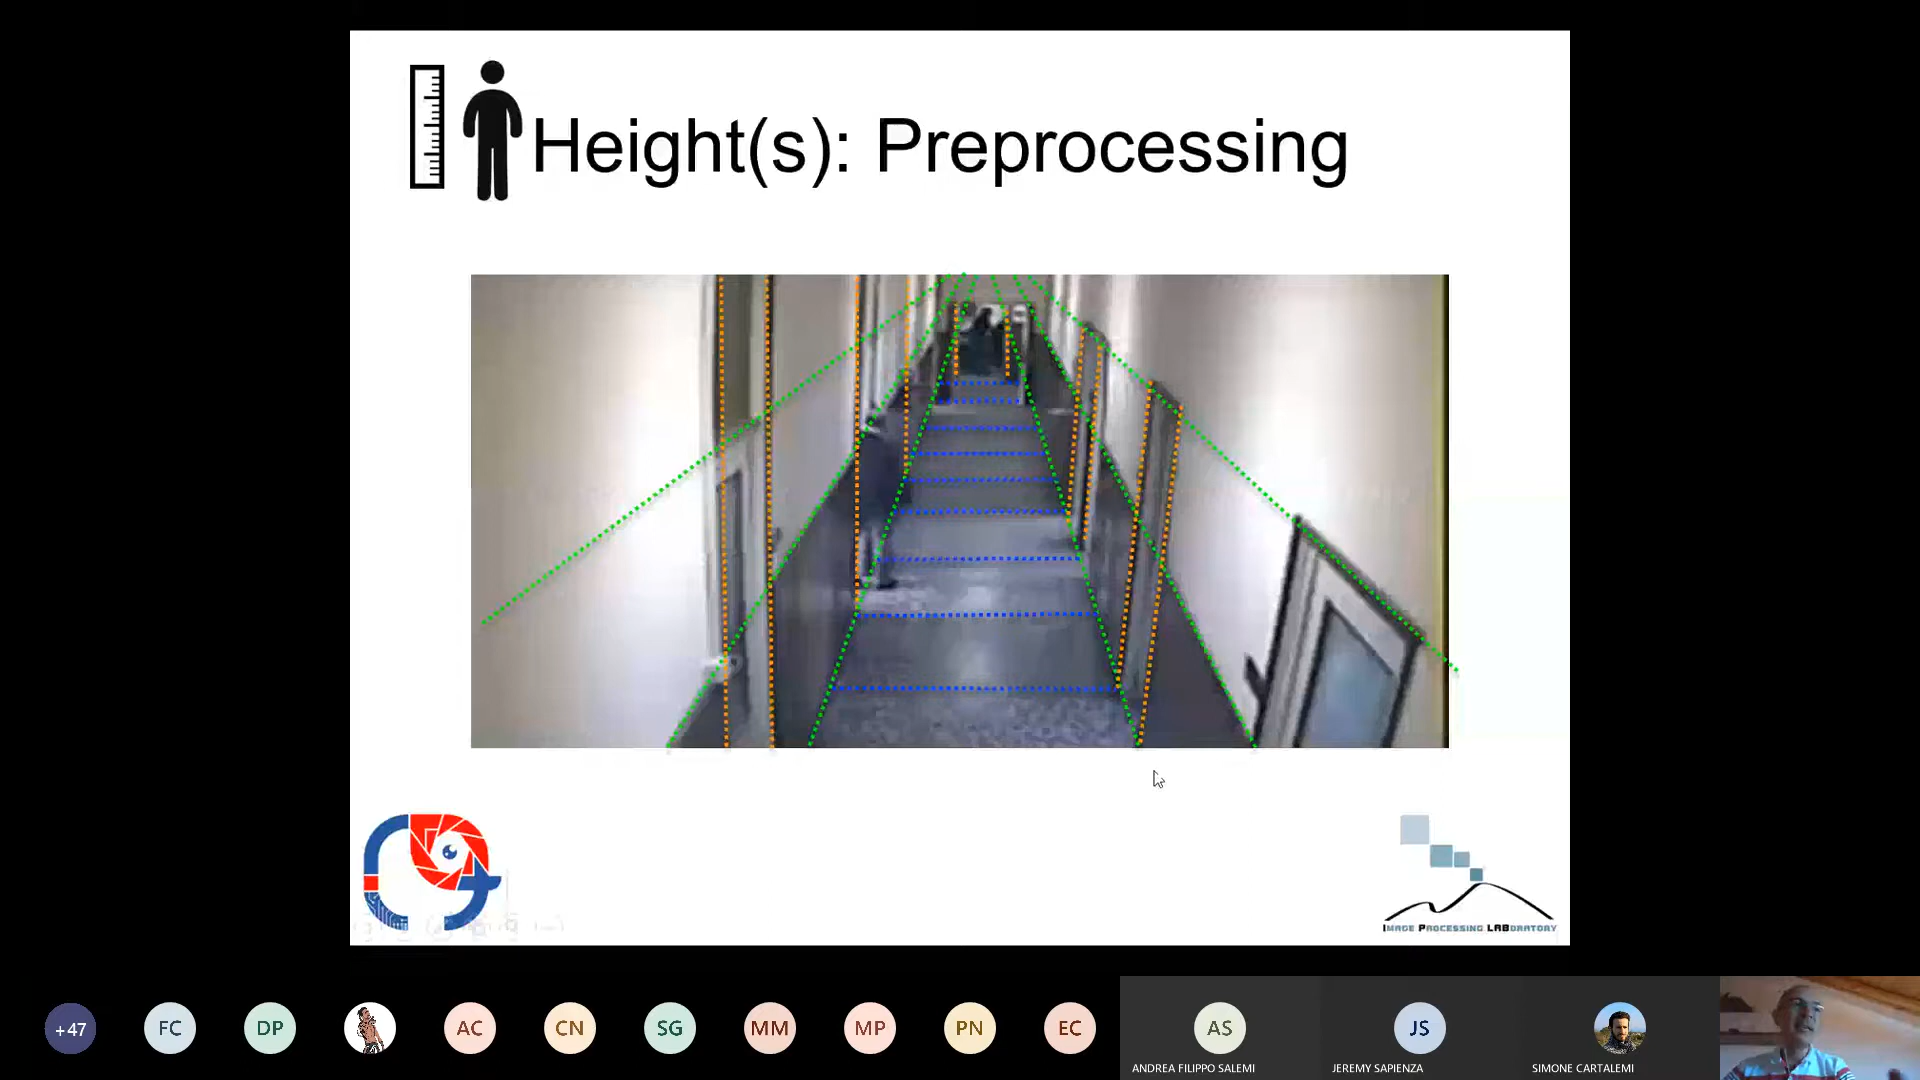 Height(s): Preprocessing
IMAGE PROCESSING LABORATORY
+47
FC
DP
AC
CN
SG
MM
MP
PN
EC
AS
JS
ANDREA FILIPPO SALEMI
JEREMY SAPIENZA
SIMONE CARTALEMI